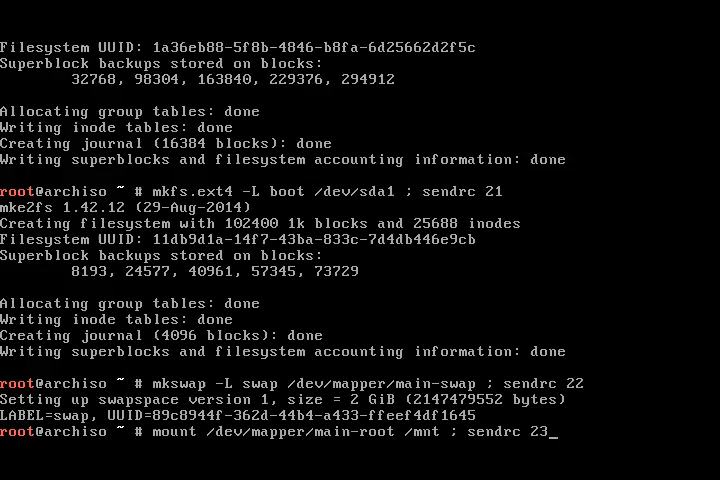 Filesystem UUID: 1a36eb88-5f8b-4846-b8fa-6d25662d2f5c
Superblock backups stored on blocks:
        32768, 98304, 163840, 229376, 294912

Allocating group tables: done
Writing inode tables: done
Creating journal (16384 blocks): done
Writing superblocks and filesystem accounting information: done

root@archiso ~ # mkfs.ext4 -L boot /dev/sda1 ; sendrc 21
mke2fs 1.42.12 (29-Aug-2014)
Creating filesystem with 102400 1k blocks and 25688 inodes
Filesystem UUID: 11db9d1a-14f7-43ba-833c-7d4db446e9cb
Superblock backups stored on blocks:
        8193, 24577, 40961, 57345, 73729

Allocating group tables: done
Writing inode tables: done
Creating journal (4096 blocks): done
Writing superblocks and filesystem accounting information: done

root@archiso ~ # mkswap -L swap /dev/mapper/main-swap ; sendrc 22
Setting up swapspace version 1, size = 2 GiB (2147479552 bytes)
LABEL=swap, UUID=89c8944f-362d-44b4-a433-ffeef4df1645
root@archiso ~ # mount /dev/mapper/main-root /mnt ; sendrc 23_